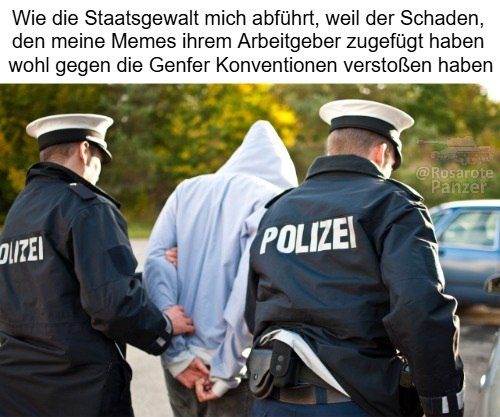 Wie die Staatsgewalt mich abführt, weil der Schaden,
den meine Memes ihrem Arbeitgeber zugefügt haben
wohl gegen die Genfer Konventionen verstoßen haben
@Rosarote
Panzer
POLIZEI
OLIZEI